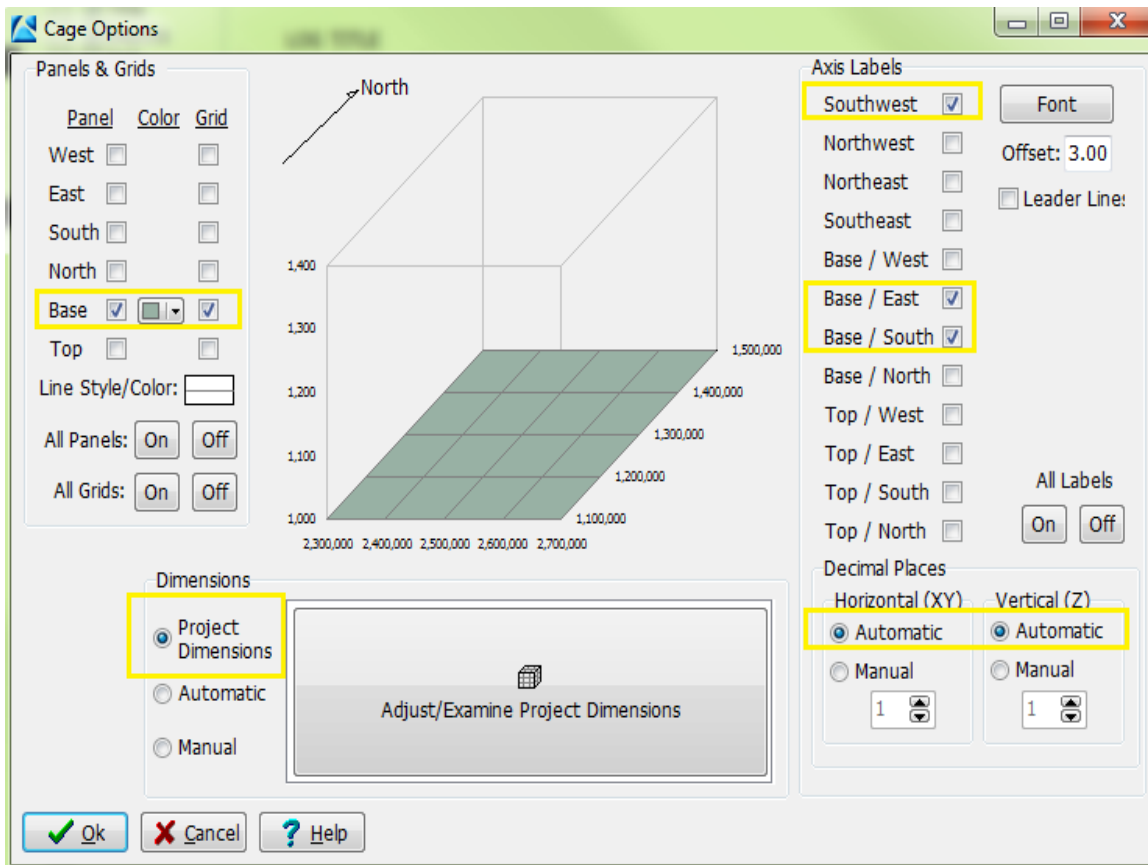 Cage Options
Panels & Grids
Panel Color Grid
West
East
South
North
Base
Top
Line Style/Color:
All Panels: On Off
All Grids: On Off
North
1,400
1,300
1,200
1,100
1,000
2,300,000 2,400,000 2,500,000 2,600,000 2,700,000
1,500,000
1,400,000
1,300,000
1,200,000
1,100,000
Axis Labels
Southwest
Northwest
Northeast
Southeast
Base / West
Base / East
Base / South
Base / North
Top / West
Top / East
Top / South
Top / North
Font
Offset: 3.00
Leader Line
All Labels
On Off
Decimal Places
Horizontal (XY) Vertical (Z)
Automatic Automatic
Manual Manual
1 1
Dimensions
Project
Dimensions
Automatic
Manual
Adjust/Examine Project Dimensions
Ok Cancel Help